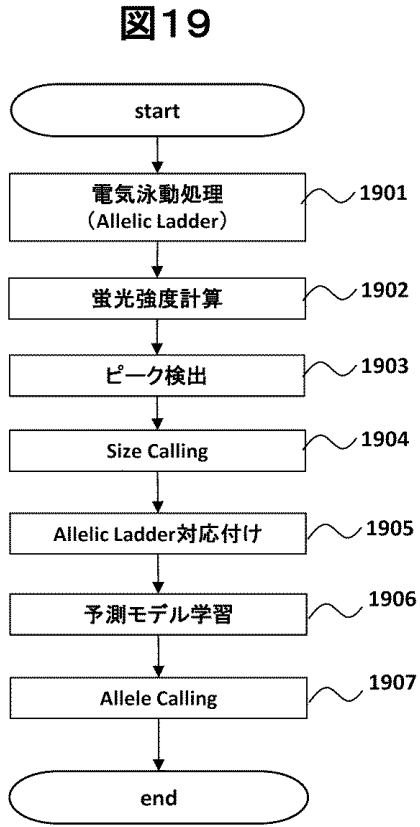 図19
start
電気泳動処理
(Allelic Ladder)
1901
蛍光強度計算
1902
ピーク検出
1903
Size Calling
1904
Allelic Ladder対応付け
1905
予測モデル学習
1906
Allele Calling
1907
end